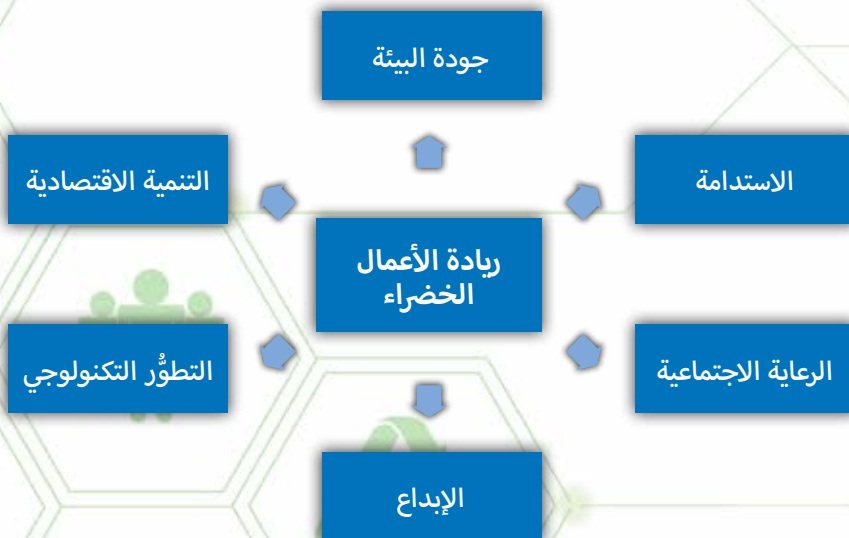 جودة البيئة
الاستدامة
التنمية الاقتصادية
ريادة الأعمال
الخضراء
الرعاية الاجتماعية
التطوُّر التكنولوجي
الإبداع